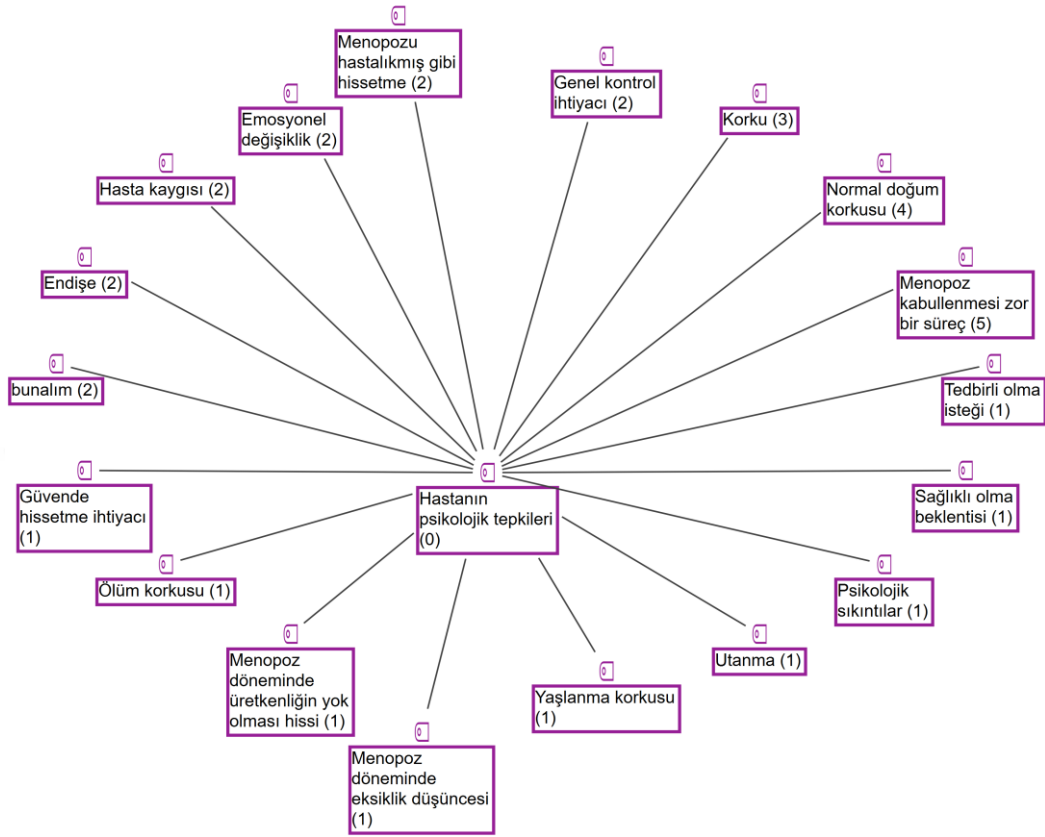 Menopozu
hastalıkmış gibi
hissetme (2)
Genel kontrol
ihtiyacı (2)
Korku (3)
Emosyonel
değişiklik (2)
Hasta kaygısı (2)
Normal doğum
korkusu (4)
Endişe (2)
Menopoz
kabullenmesi zor
bir süreç (5)
bunalım (2)
Tedbirli olma
isteği (1)
Güvende
hissetme ihtiyacı
(1)
Hastanın
psikolojik tepkileri
(0)
Sağlıklı olma
beklentisi (1)
Ölüm korkusu (1)
Psikolojik
sıkıntılar (1)
Menopoz
döneminde
üretkenliğin yok
olması hissi (1)
Utanma (1)
Yaşlanma korkusu
(1)
Menopoz
döneminde
eksiklik düşüncesi
(1)